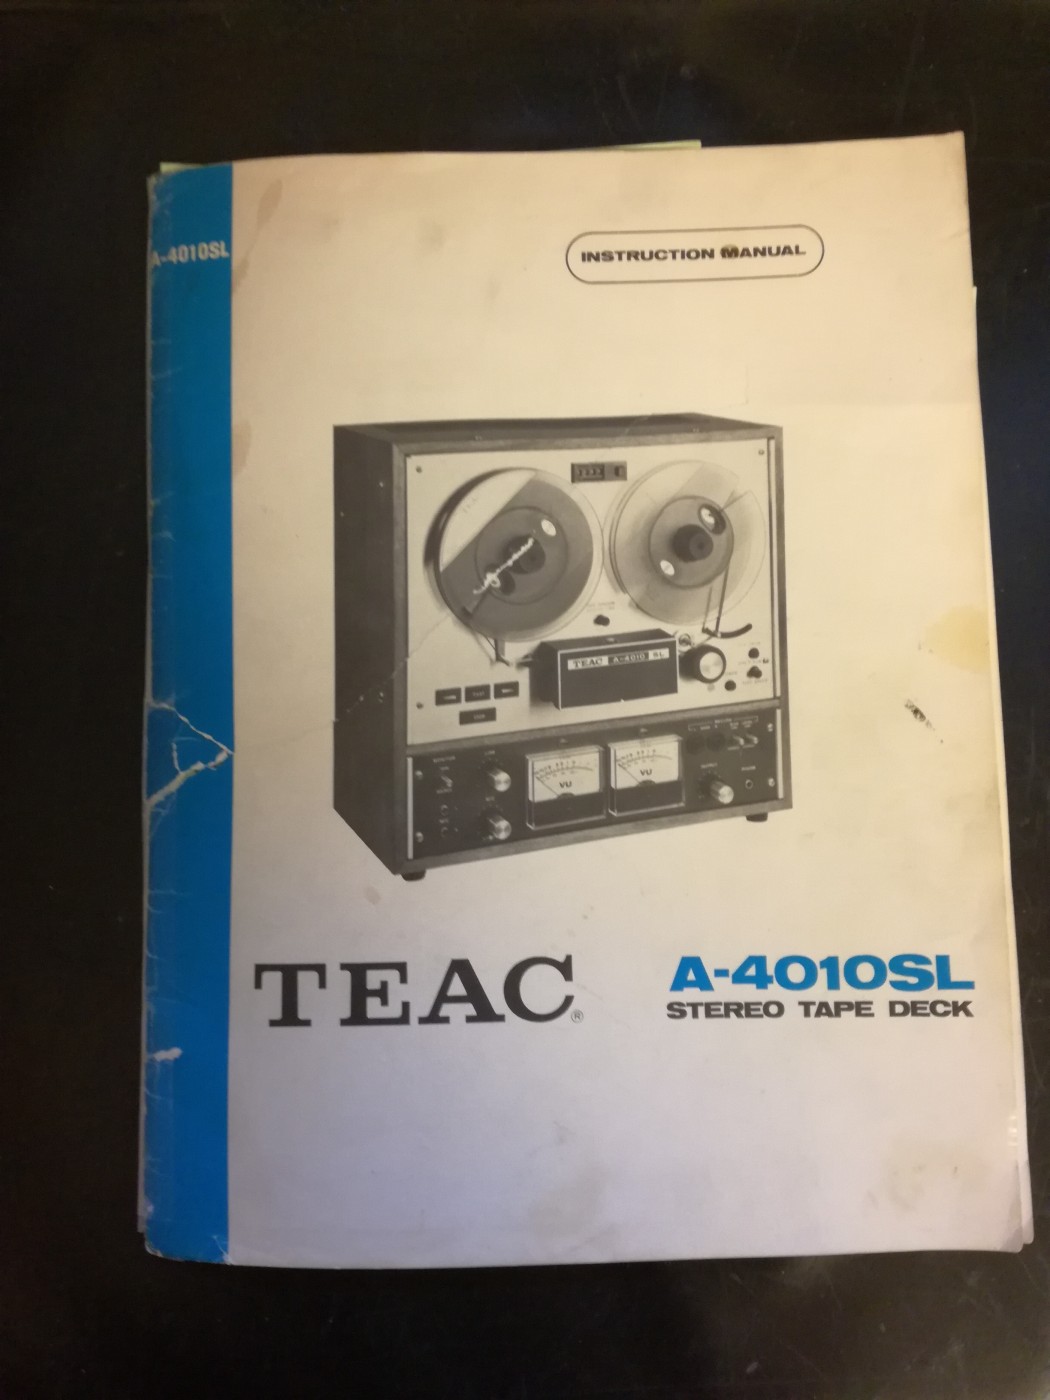 A-4010SL
INSTRUCTION MANUAL
TEAC A-4010 SL
VU
VU
TEAC®
A-4010SL
STEREO TAPE DECK